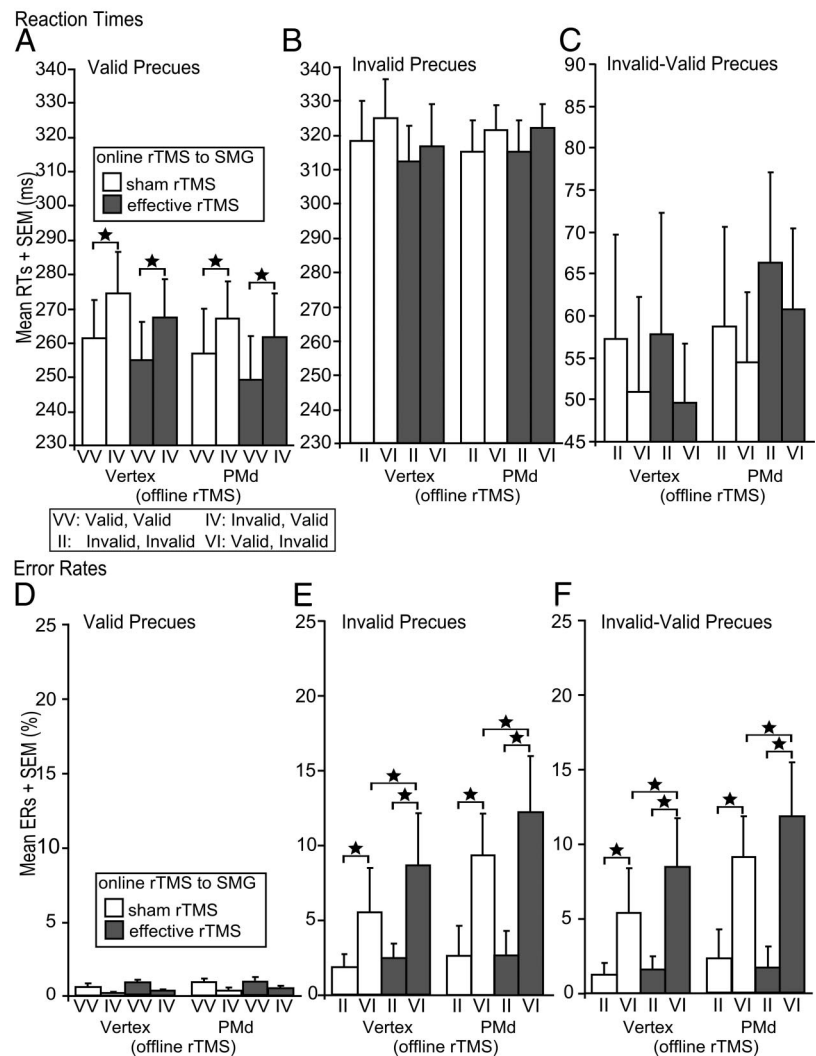 Reaction Times
A
Valid Precues
340
330
320
310
300
290
280
270
260
250
240
230
Mean RTs + SEM (ms)
online rTMS to SMG
sham rTMS
effective rTMS
VV IV VV IV VV IV VV IV
Vertex PMd
(offline rTMS)
B
Invalid Precues
340
330
320
310
300
290
280
270
260
250
240
230
II VI II VI II VI II VI
Vertex PMd
(offline rTMS)
C
Invalid-Valid Precues
90
85
80
75
70
65
60
55
50
45
II VI II VI II VI II VI
Vertex PMd
(offline rTMS)
VV: Valid, Valid IV: Invalid, Valid
II: Invalid, Invalid VI: Valid, Invalid
Error Rates
D
Valid Precues
25
20
15
10
5
0
Mean ERs + SEM (%)
online rTMS to SMG
sham rTMS
effective rTMS
VV IV VV IV VV IV VV IV
Vertex PMd
(offline rTMS)
E
Invalid Precues
25
20
15
10
5
0
II VI II VI II VI II VI
Vertex PMd
(offline rTMS)
F
Invalid-Valid Precues
25
20
15
10
5
0
II VI II VI II VI II VI
Vertex PMd
(offline rTMS)